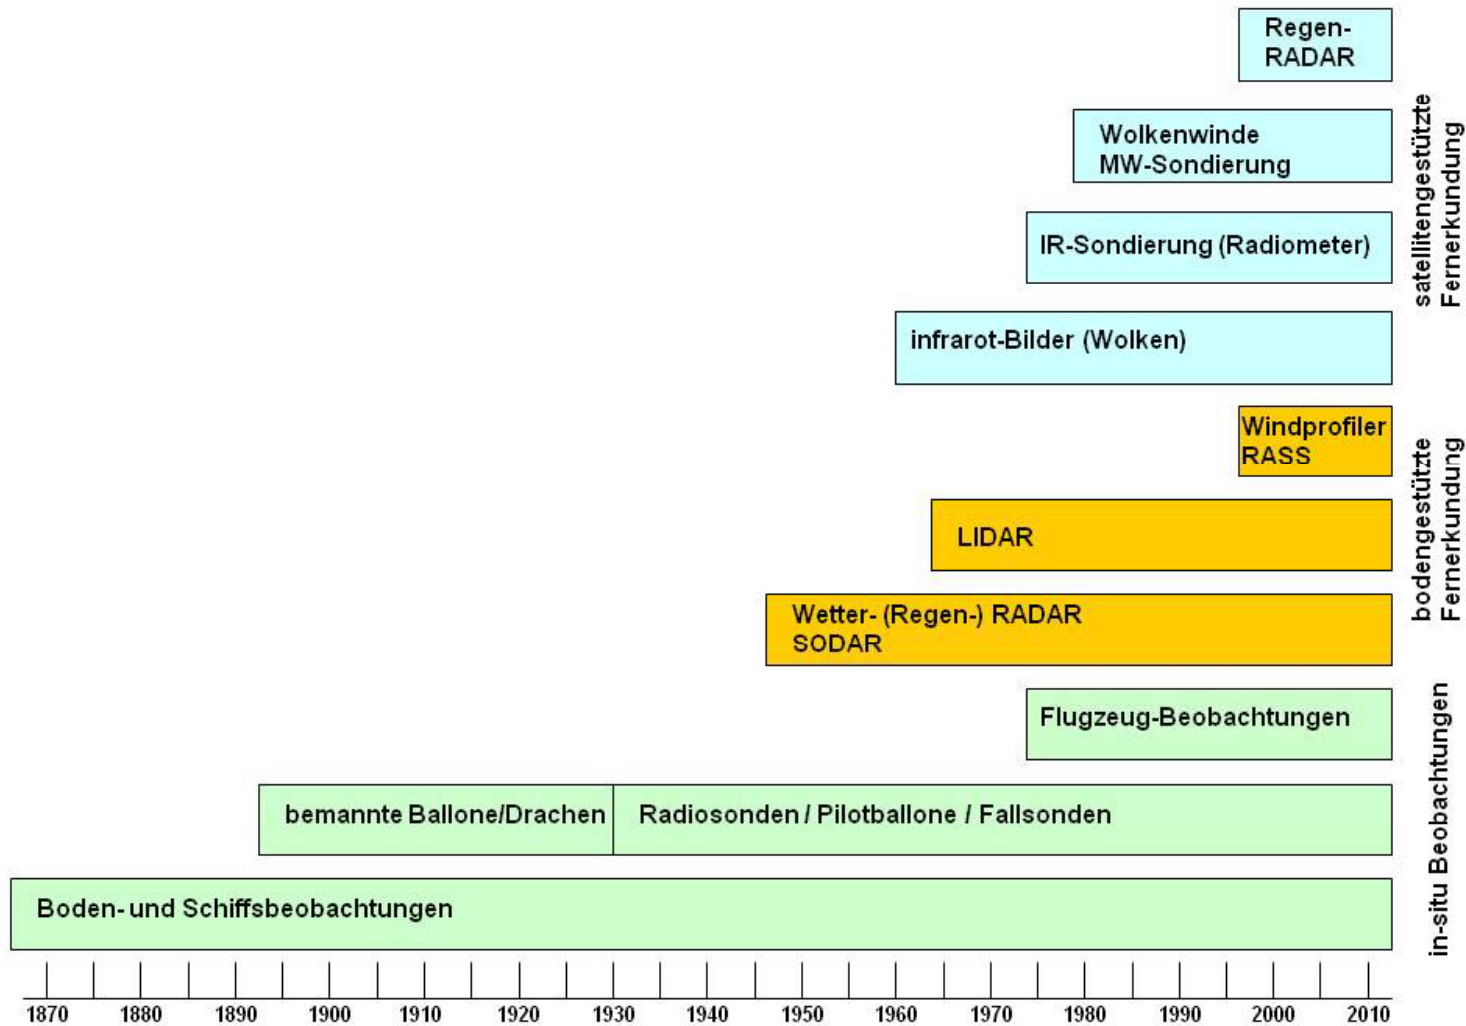 Regen-
RADAR
Wolkenwinde
MW-Sondierung
IR-Sondierung (Radiometer)
infrarot-Bilder (Wolken)
satellitengestützte
Fernerkundung
Windprofiler
RASS
LIDAR
Wetter- (Regen-) RADAR
SODAR
bodengestützte
Fernerkundung
Flugzeug-Beobachtungen
bemannte Ballone/Drachen
Radiosonden / Pilotballone / Fallsonden
Boden- und Schiffsbeobachtungen
in-situ Beobachtungen
1870 1880 1890 1900 1910 1920 1930 1940 1950 1960 1970 1980 1990 2000 2010